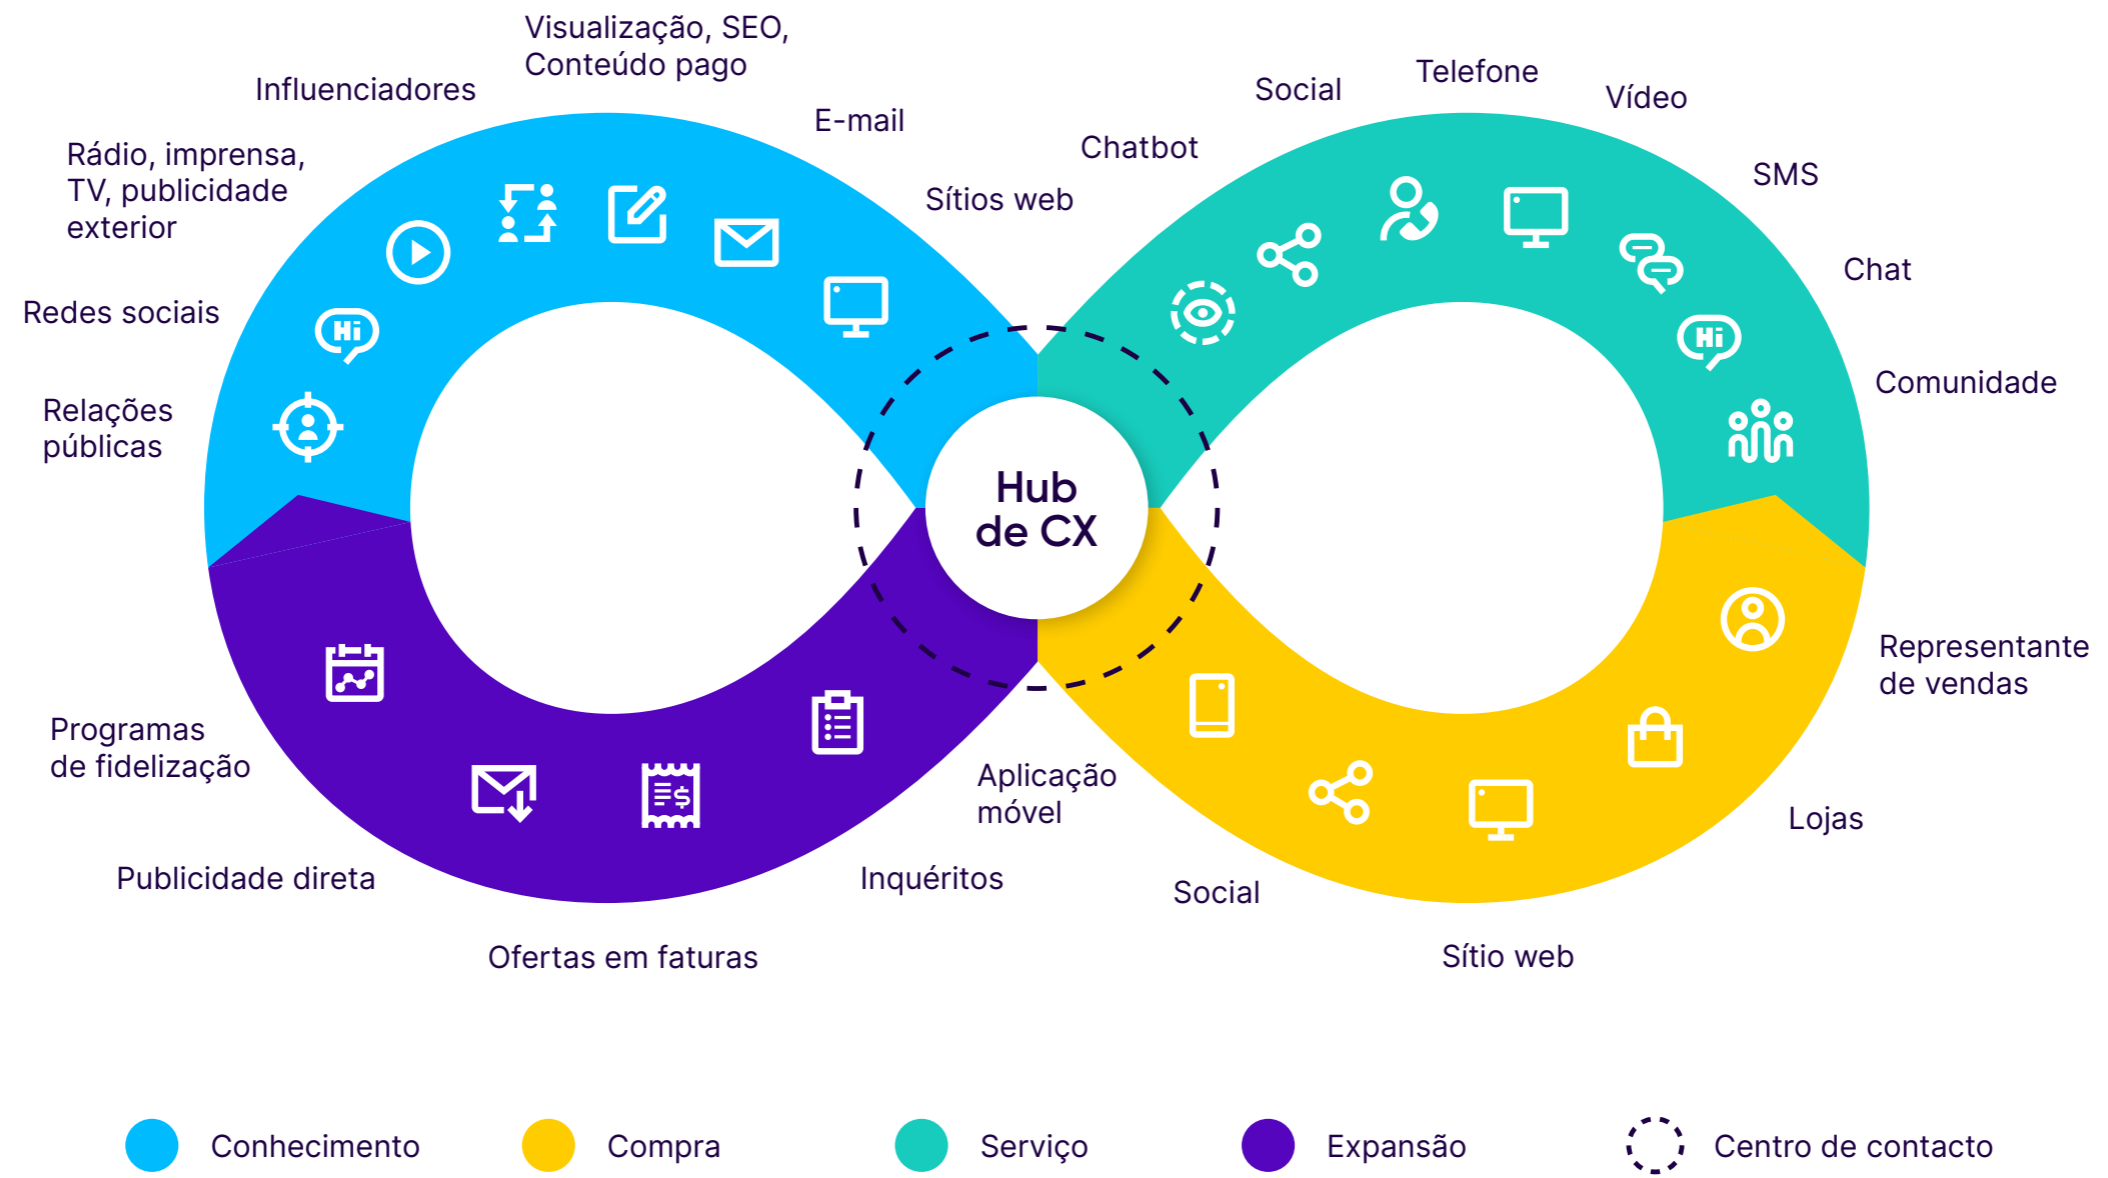 Visualização, SEO,
Conteúdo pago
Influenciadores
E-mail
Rádio, imprensa,
TV, publicidade
exterior
Sítios web
Redes sociais
Relações
públicas
Hi
Chatbot
Social
Telefone
Vídeo
SMS
Chat
Comunidade
Hi
Hub
de CX
Representante
de vendas
Lojas
Sítio web
Social
Aplicação
móvel
Inquéritos
Ofertas em faturas
Publicidade direta
Programas
de fidelização
$
Conhecimento
Compra
Serviço
Expansão
Centro de contacto